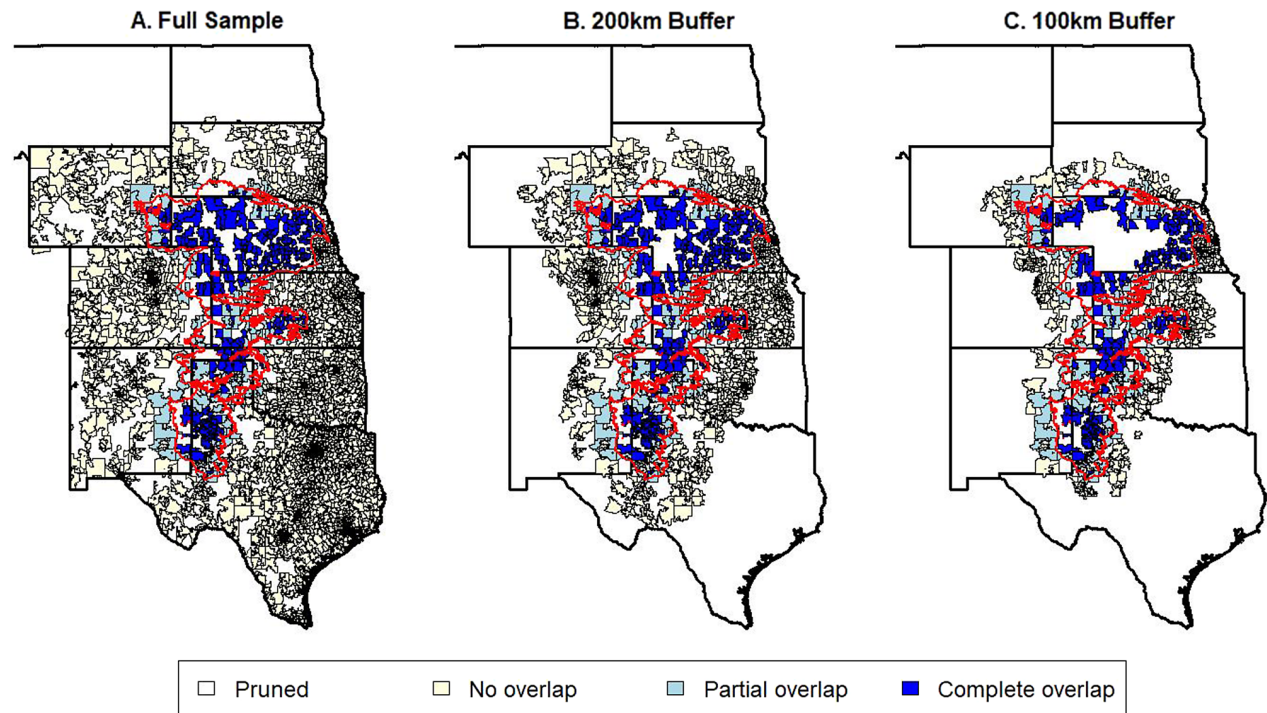 A. Full Sample
B. 200km Buffer
C. 100km Buffer
Pruned
No overlap
Partial overlap
Complete overlap